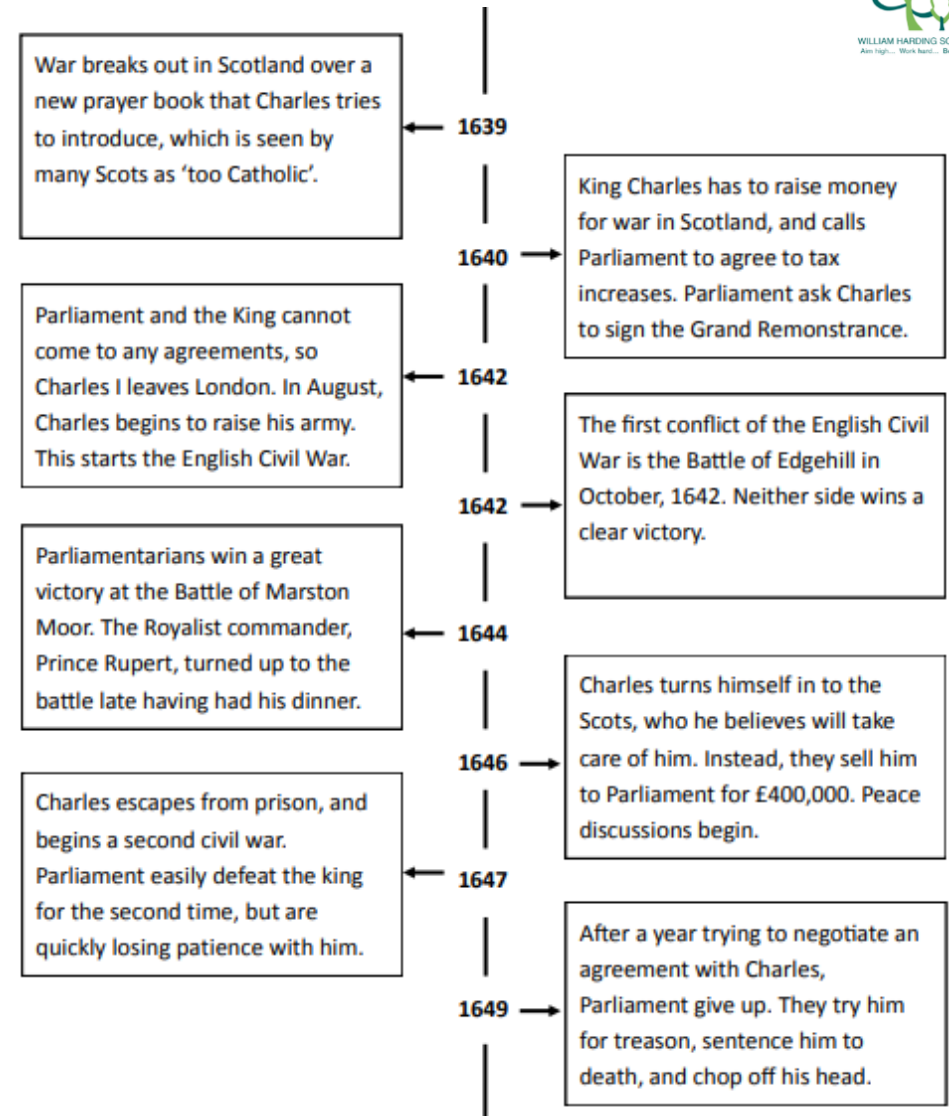 WILLIAM HARDING SC
Aim high... Work hard... B
War breaks out in Scotland over a
new prayer book that Charles tries
to introduce, which is seen by
many Scots as ‘too Catholic’.
1639
King Charles has to raise money
for war in Scotland, and calls
Parliament to agree to tax
increases. Parliament ask Charles
to sign the Grand Remonstrance.
1640
Parliament and the King cannot
come to any agreements, so
Charles I leaves London. In August,
Charles begins to raise his army.
This starts the English Civil War.
1642
The first conflict of the English Civil
War is the Battle of Edgehill in
October, 1642. Neither side wins a
clear victory.
1642
Parliamentarians win a great
victory at the Battle of Marston
Moor. The Royalist commander,
Prince Rupert, turned up to the
battle late having had his dinner.
1644
Charles turns himself in to the
Scots, who he believes will take
care of him. Instead, they sell him
to Parliament for £400,000. Peace
discussions begin.
1646
Charles escapes from prison, and
begins a second civil war.
Parliament easily defeat the king
for the second time, but are
quickly losing patience with him.
1647
After a year trying to negotiate an
agreement with Charles,
Parliament give up. They try him
for treason, sentence him to
death, and chop off his head.
1649